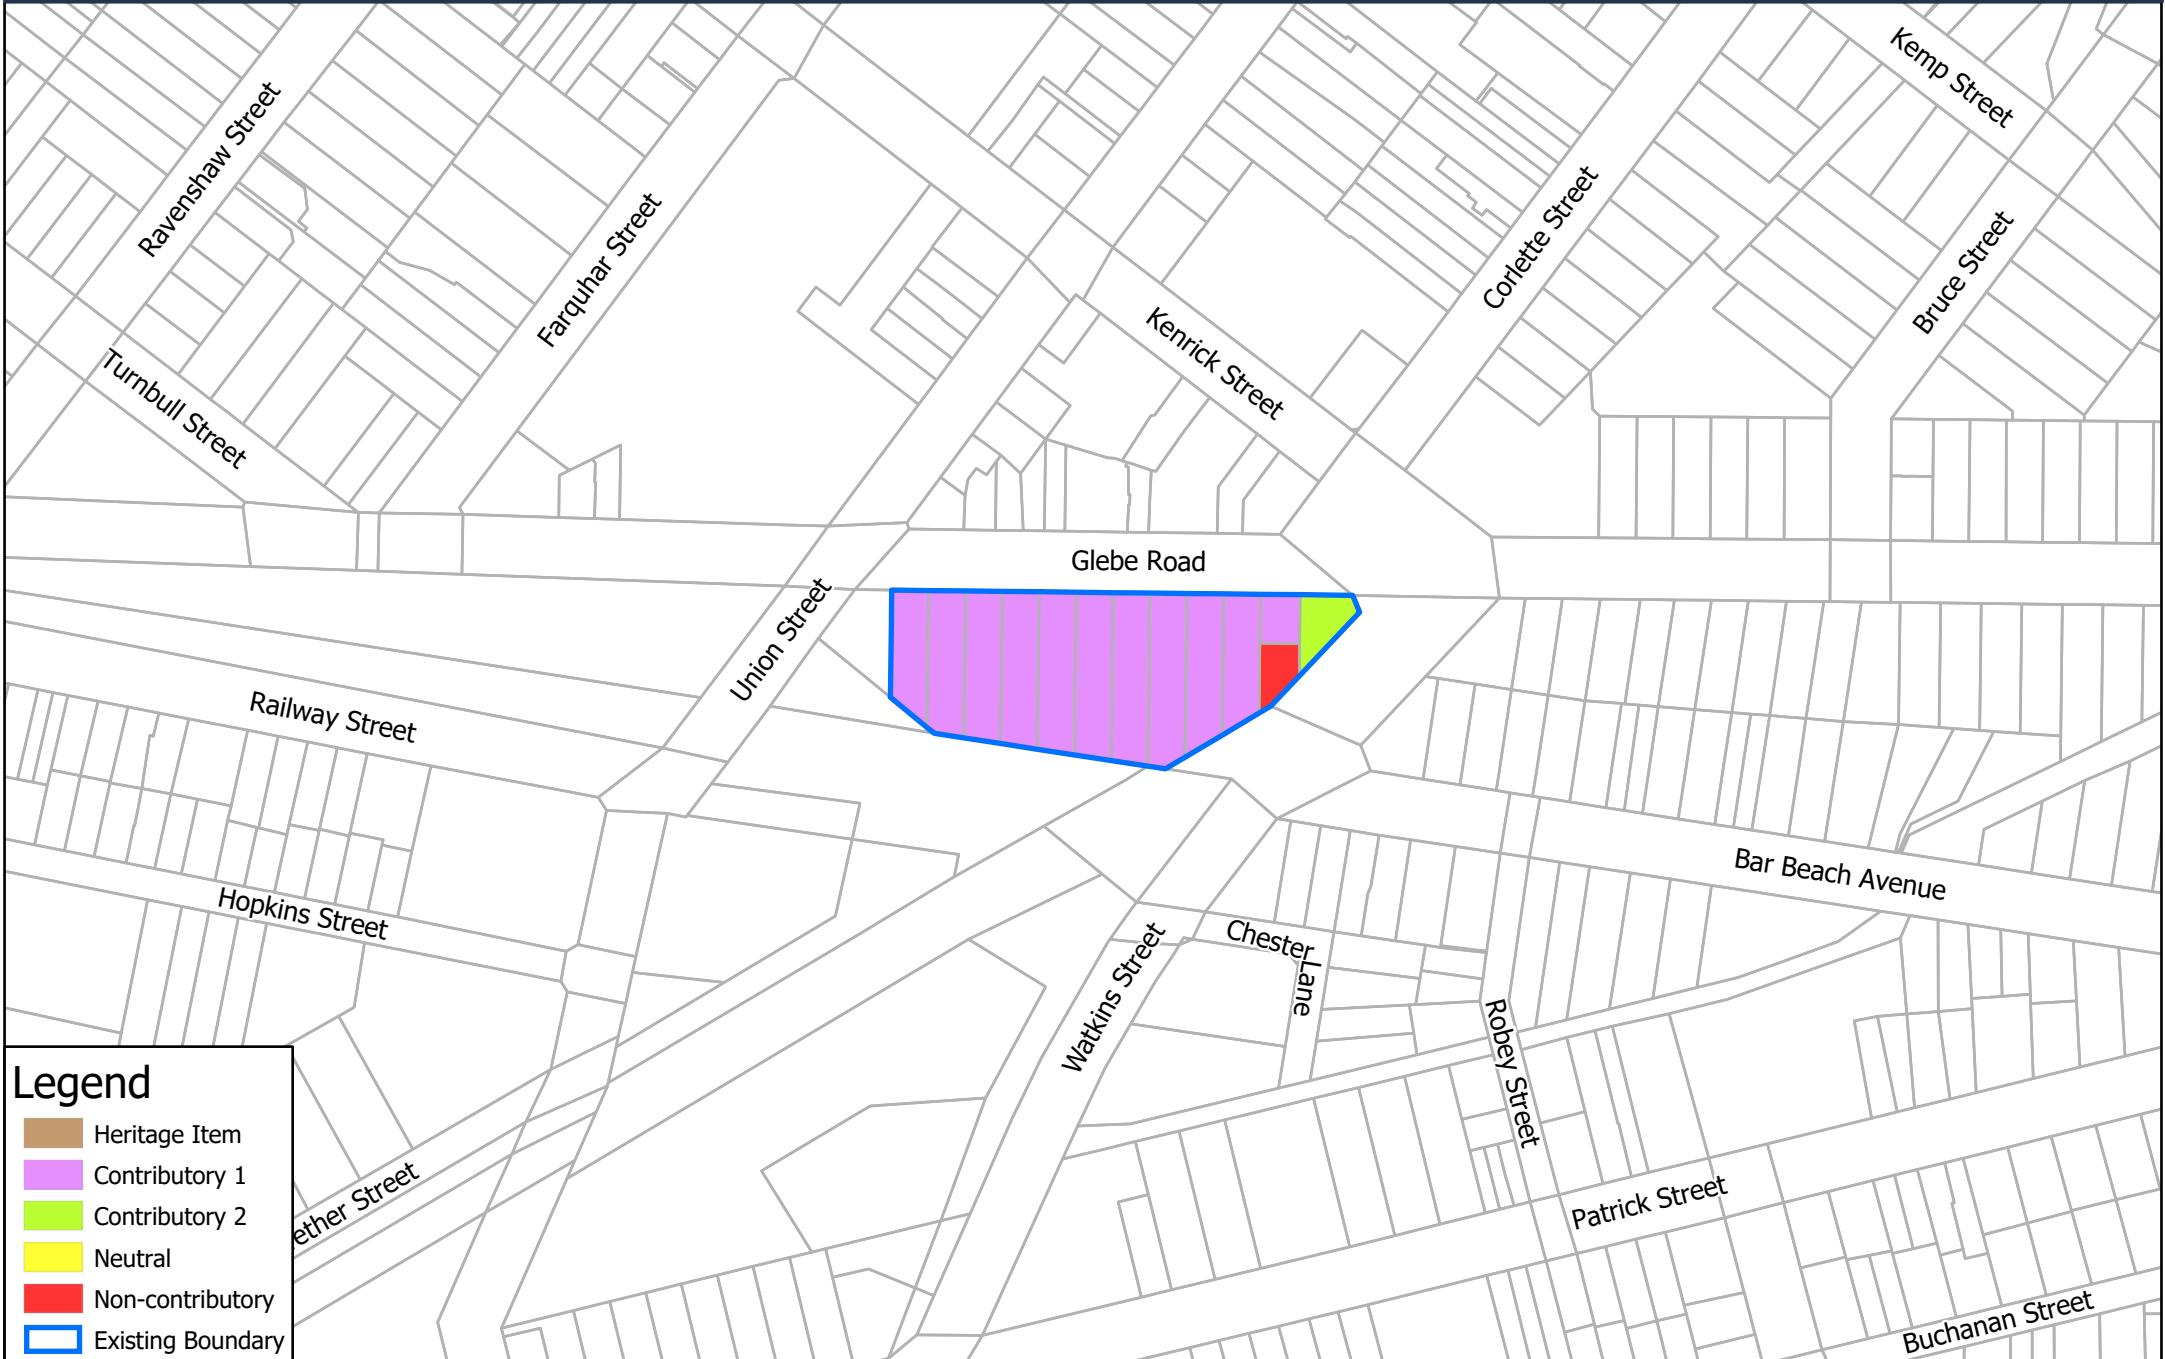 Kemp Street
Ravenshaw Street
Farquhar Street
Corlette Street
Bruce Street
Kenrick Street
Turnbull Street
Glebe Road
Union Street
Railway Street
Bar Beach Avenue
Hopkins Street
Chester
Lane
Watkins Street
Robey Street
Patrick Street
ether Street
Buchanan Street
Legend
Heritage Item
Contributory 1
Contributory 2
Neutral
Non-contributory
Existing Boundary